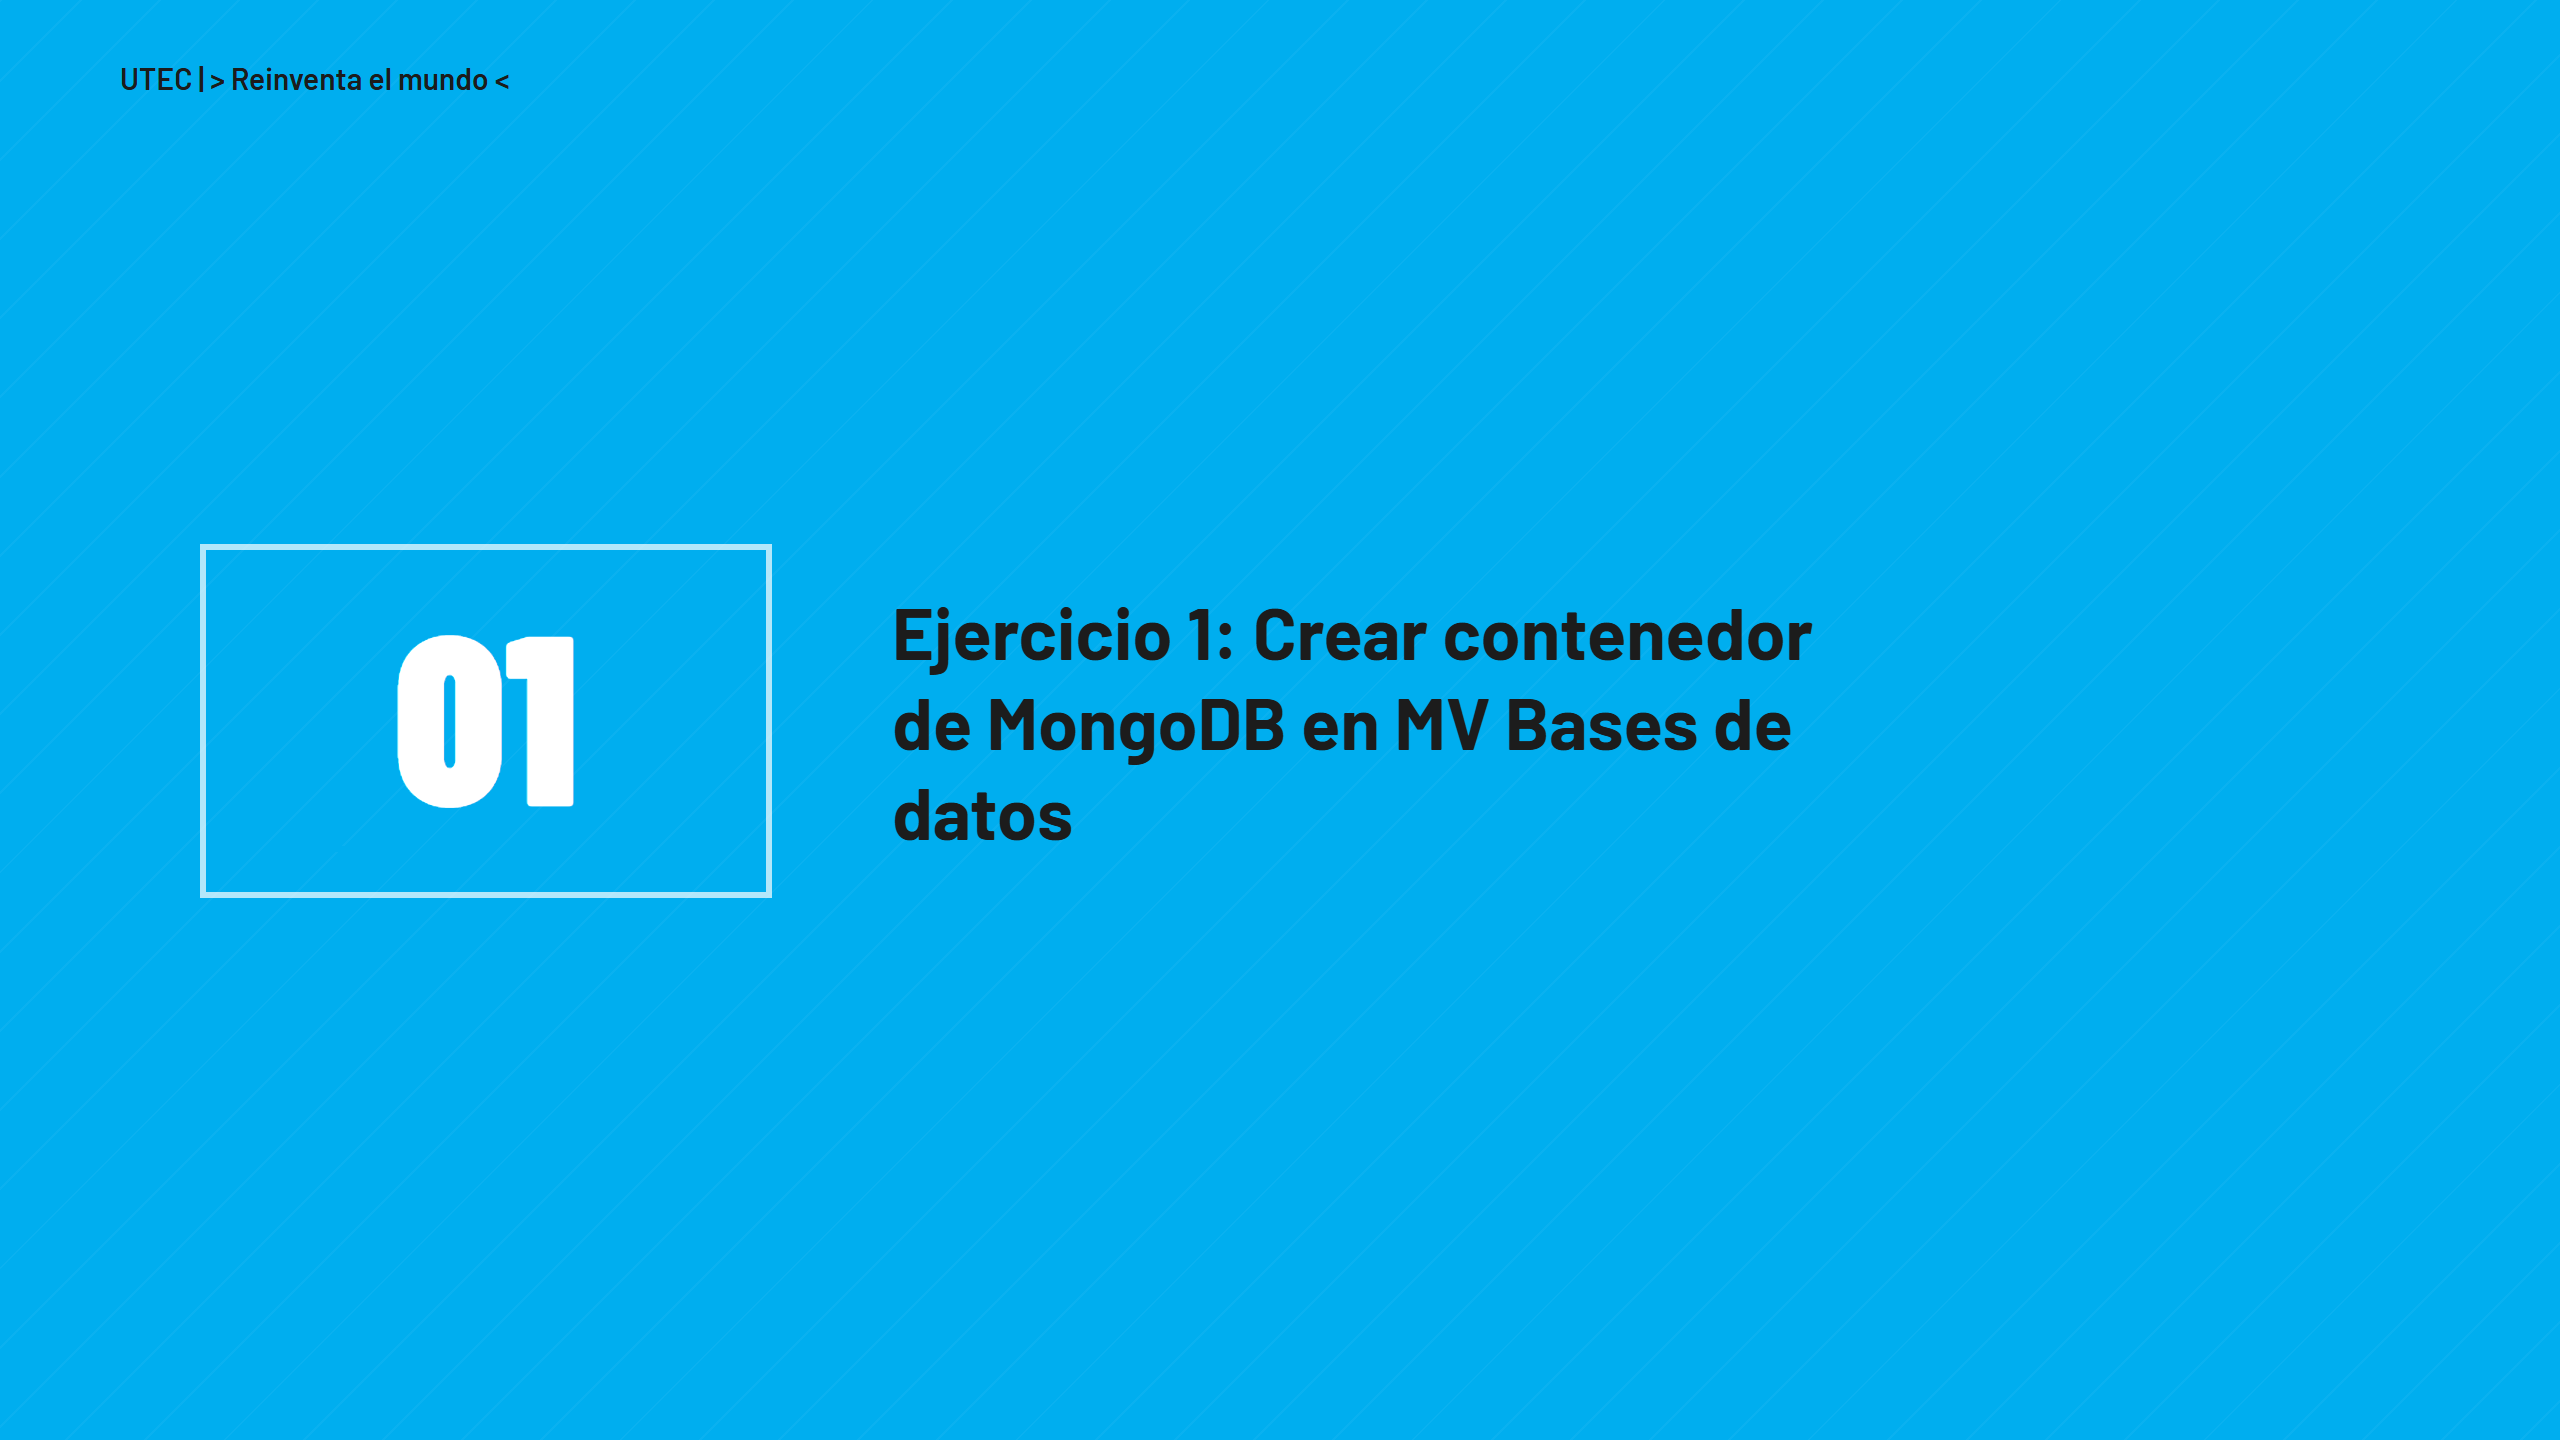 UTEC | > Reinventa el mundo <
01
Ejercicio 1: Crear contenedor
de MongoDB en MV Bases de
datos